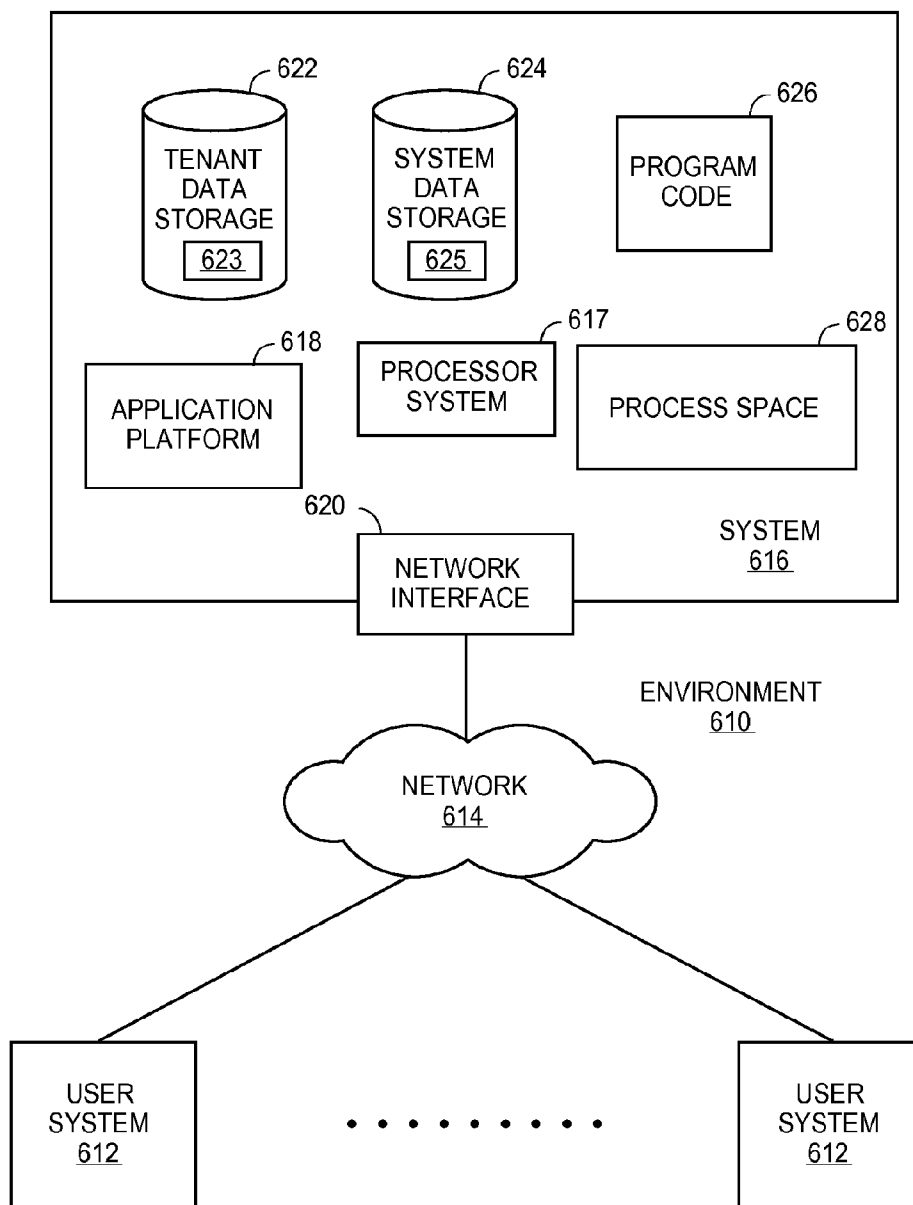 622
TENANT
DATA
STORAGE
623
624
SYSTEM
DATA
STORAGE
625
626
PROGRAM
CODE
618
APPLICATION
PLATFORM
617
PROCESSOR
SYSTEM
628
PROCESS SPACE
620
NETWORK
INTERFACE
SYSTEM
616
ENVIRONMENT
610
NETWORK
614
USER
SYSTEM
612
USER
SYSTEM
612